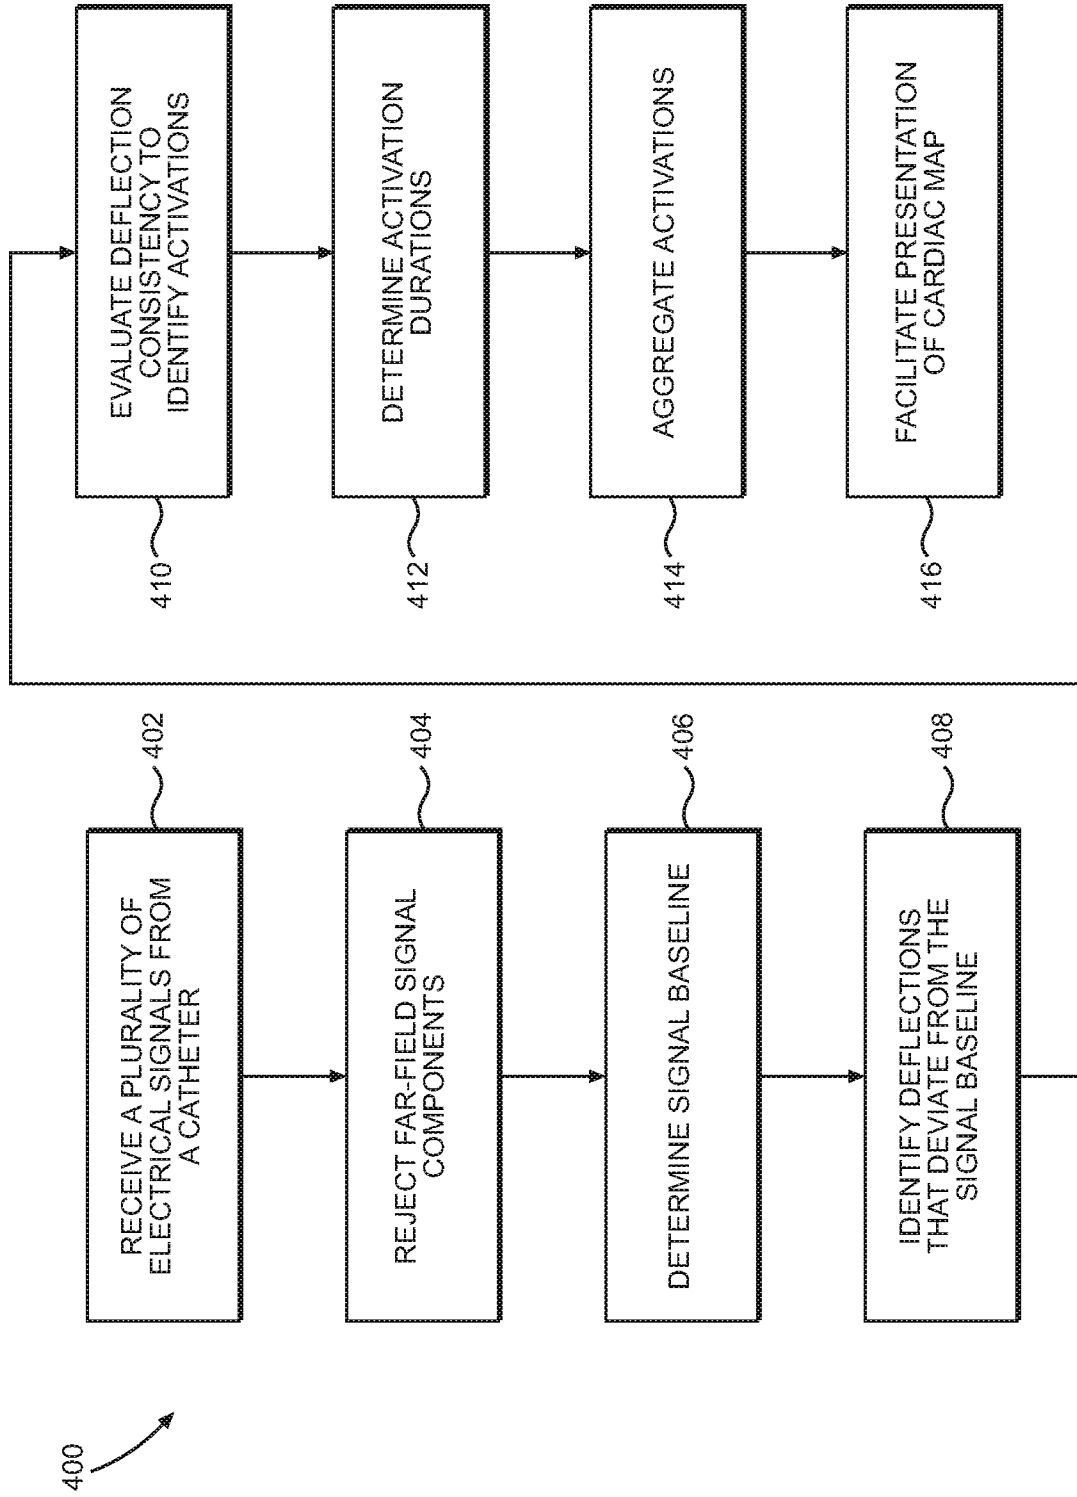 400
RECEIVE A PLURALITY OF
ELECTRICAL SIGNALS FROM
A CATHETER
402
REJECT FAR-FIELD SIGNAL
COMPONENTS
404
DETERMINE SIGNAL BASELINE
406
IDENTIFY DEFLECTIONS
THAT DEVIATE FROM THE
SIGNAL BASELINE
408
EVALUATE DEFLECTION
CONSISTENCY TO
IDENTIFY ACTIVATIONS
410
DETERMINE ACTIVATION
DURATIONS
412
AGGREGATE ACTIVATIONS
414
FACILITATE PRESENTATION
OF CARDIAC MAP
416